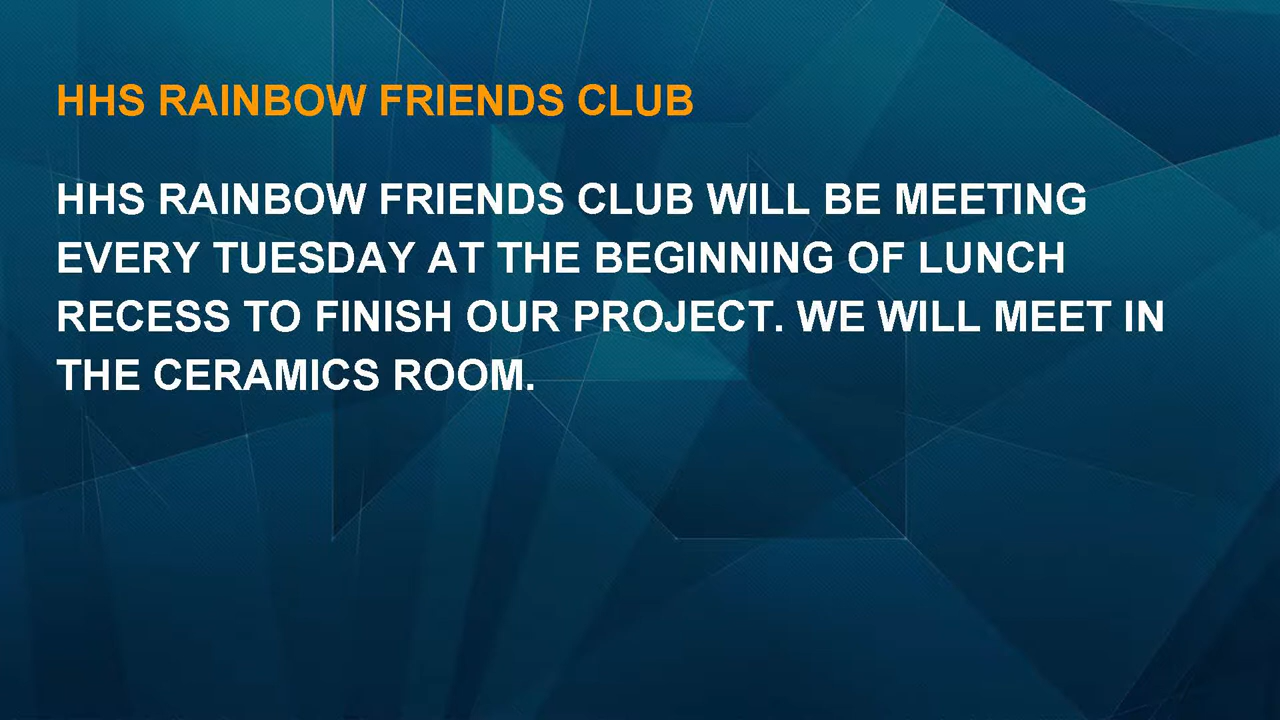 HHS RAINBOW FRIENDS CLUB
HHS RAINBOW FRIENDS CLUB WILL BE MEETING
EVERY TUESDAY AT THE BEGINNING OF LUNCH
RECESS TO FINISH OUR PROJECT. WE WILL MEET IN
THE CERAMICS ROOM.